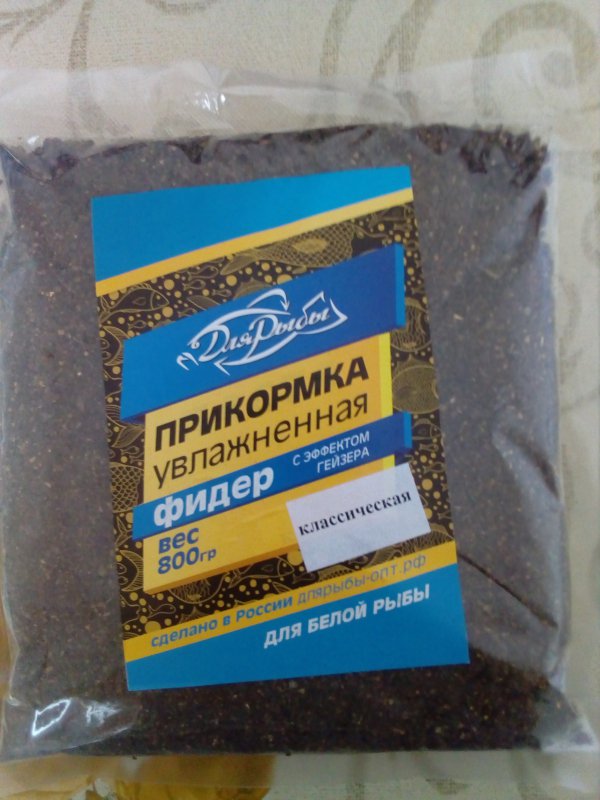 ДляРыбы
ПРИКОРМКА
увлажненная
фидер
с эффектом
гейзера
вес
800гр
классическая
сделано в России длярыбы-опт.рф
для белой рыбы